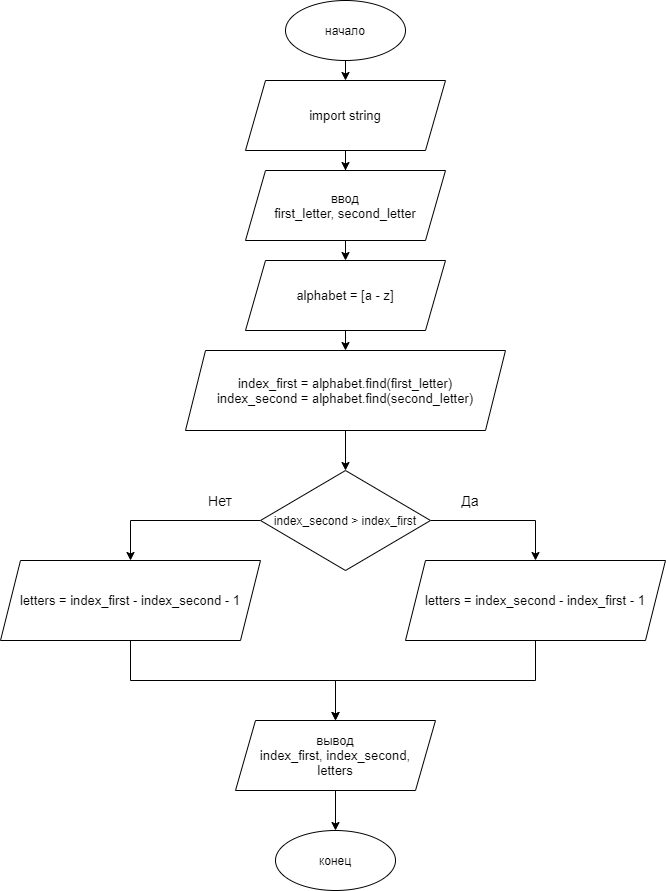 начало
import string
ввод
first_letter, second_letter
alphabet = [a - z]
index_first = alphabet.find(first_letter)
index_second = alphabet.find(second_letter)
Нет
Да
index_second > index_first
letters = index_first - index_second - 1
letters = index_second - index_first - 1
вывод
index_first, index_second,
letters
конец